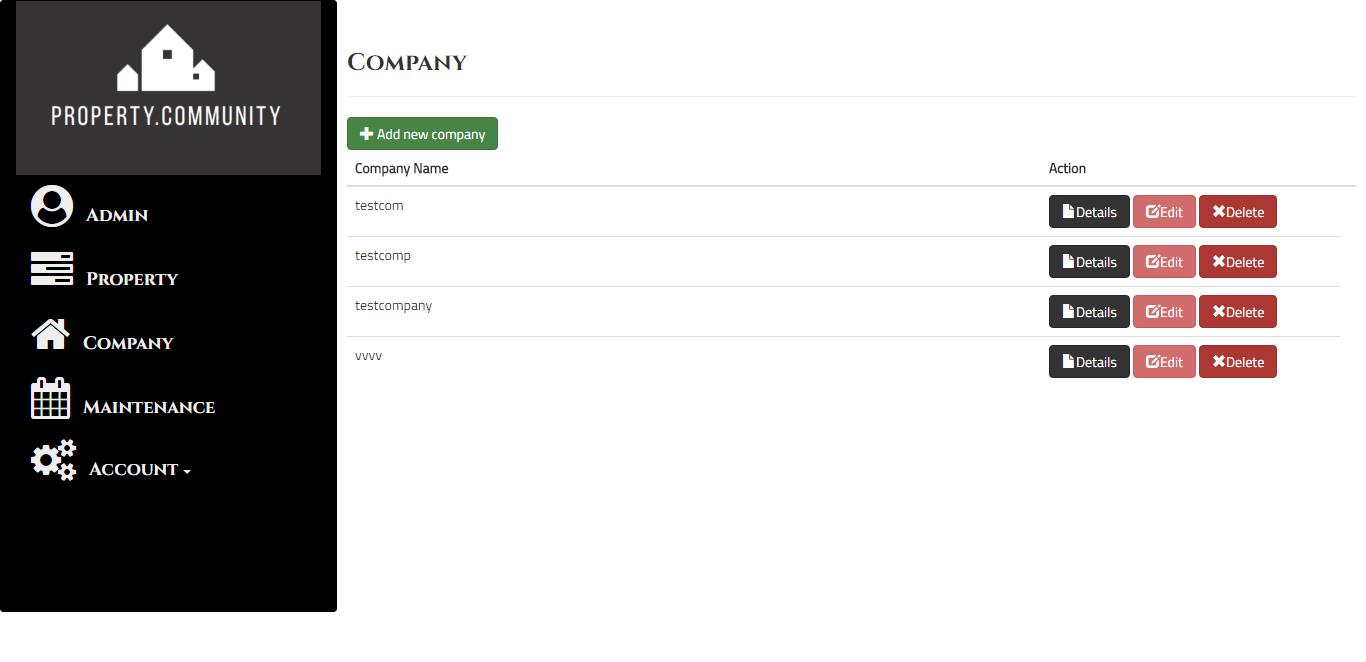 PROPERTY.COMMUNITY
Admin
Property
Company
Maintenance
Account
Company
Add new company
Company Name Action
testcom Details Edit Delete
testcomp Details Edit Delete
testcompany Details Edit Delete
vvvv Details Edit Delete